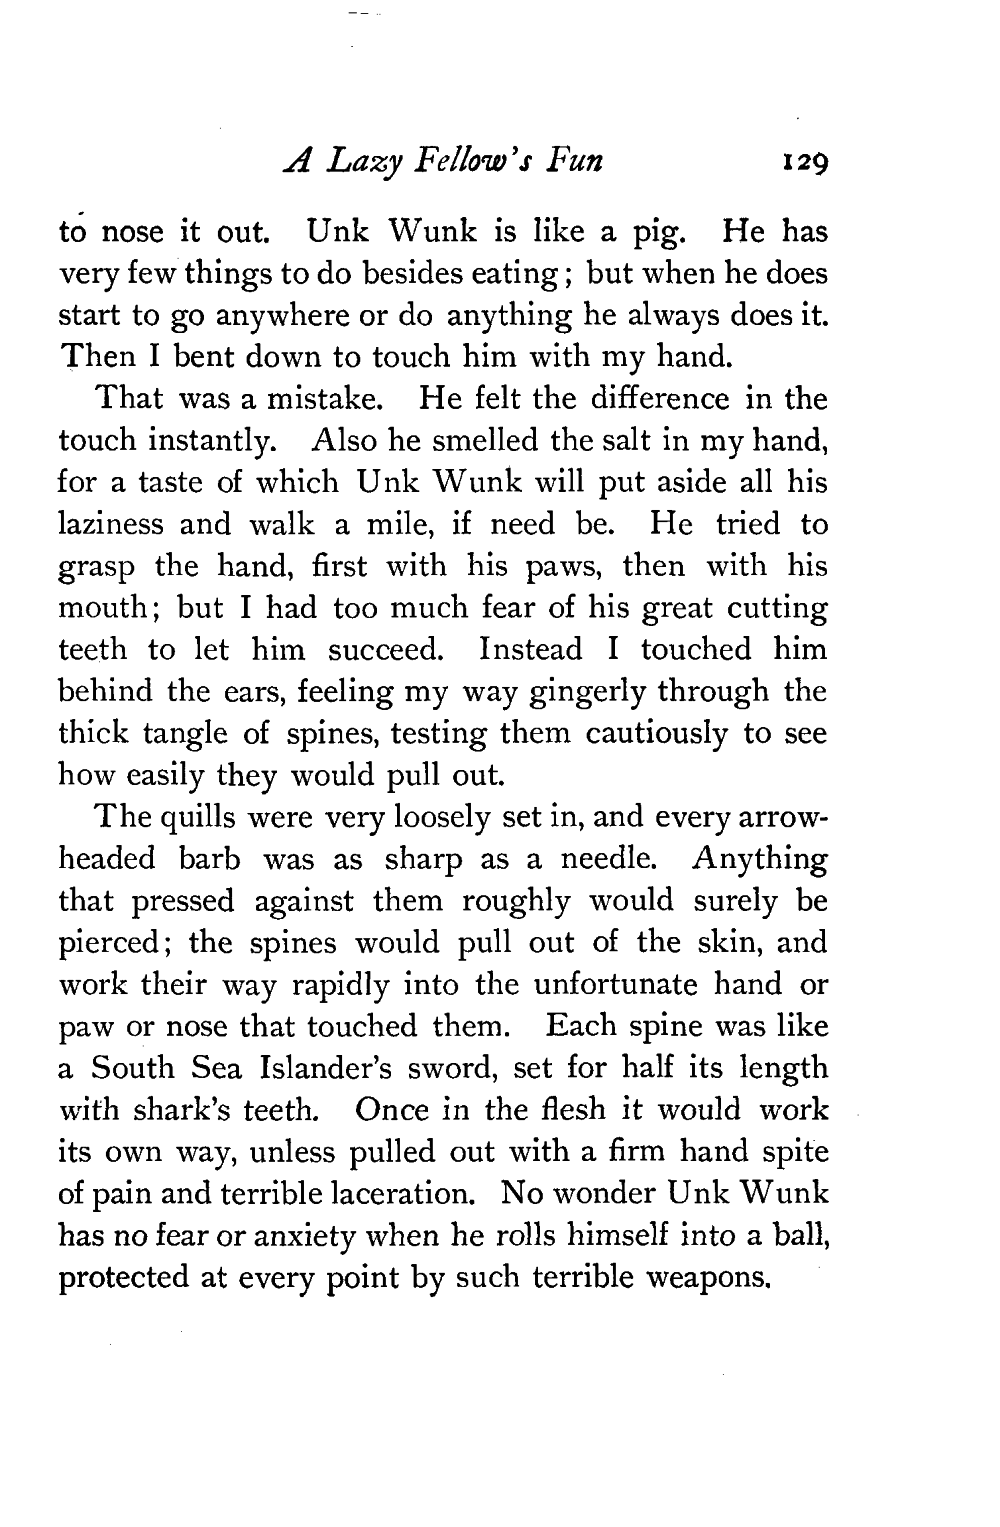 A Lazy Fellow's Fun 129
to nose it out. Unk Wunk is like a pig. He has
very few things to do besides eating; but when he does
start to go anywhere or do anything he always does it.
Then I bent down to touch him with my hand.
That was a mistake. He felt the difference in the
touch instantly. Also he smelled the salt in my hand,
for a taste of which Unk Wunk will put aside all his
laziness and walk a mile, if need be. He tried to
grasp the hand, first with his paws, then with his
mouth; but I had too much fear of his great cutting
teeth to let him succeed. Instead I touched him
behind the ears, feeling my way gingerly through the
thick tangle of spines, testing them cautiously to see
how easily they would pull out.
The quills were very loosely set in, and every arrow-
headed barb was as sharp as a needle. Anything
that pressed against them roughly would surely be
pierced; the spines would pull out of the skin, and
work their way rapidly into the unfortunate hand or
paw or nose that touched them. Each spine was like
a South Sea Islander's sword, set for half its length
with shark's teeth. Once in the flesh it would work
its own way, unless pulled out with a firm hand spite
of pain and terrible laceration. No wonder Unk Wunk
has no fear or anxiety when he rolls himself into a ball,
protected at every point by such terrible weapons.